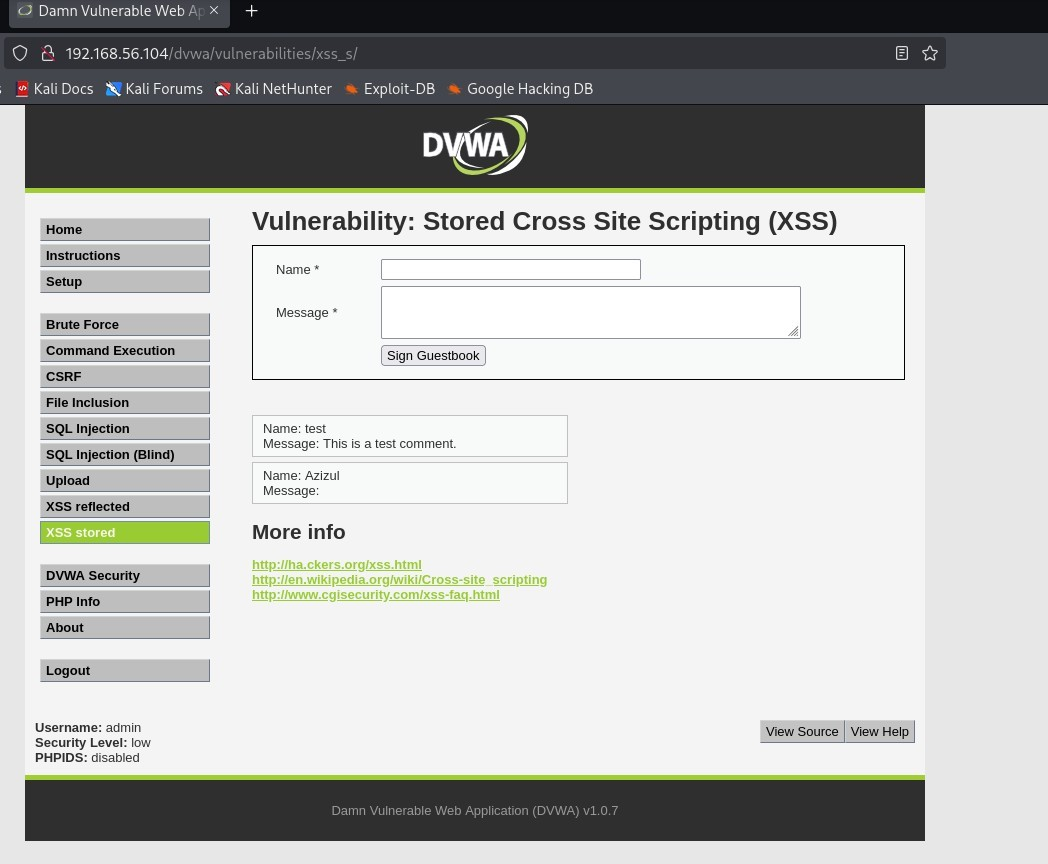 Damn Vulnerable Web Ap
192.168.56.104/dvwa/vulnerabilities/xss_s/
Kali Docs Kali Forums Kali NetHunter Exploit-DB Google Hacking DB
DVWA
Home
Instructions
Setup
Brute Force
Command Execution
CSRF
File Inclusion
SQL Injection
SQL Injection (Blind)
Upload
XSS reflected
XSS stored
DVWA Security
PHP Info
About
Logout
Vulnerability: Stored Cross Site Scripting (XSS)
Name *
Message *
Sign Guestbook
Name: test
Message: This is a test comment.
Name: Azizul
Message:
More info
http://ha.ckers.org/xss.html
http://en.wikipedia.org/wiki/Cross-site_scripting
http://www.cgisecurity.com/xss-faq.html
Username: admin
Security Level: low
PHPIDS: disabled
View Source View Help
Damn Vulnerable Web Application (DVWA) v1.0.7